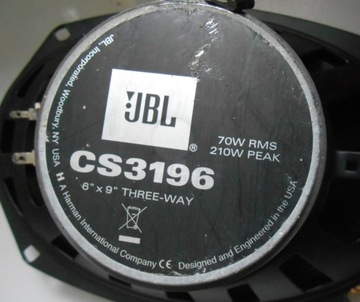 JBL, Incorporated, Woodbury, NY USA
JBL
®
70W RMS
210W PEAK
CS3196
6" x 9" THREE-WAY
H A Harman International Company CE Designed and Engineered in the USA